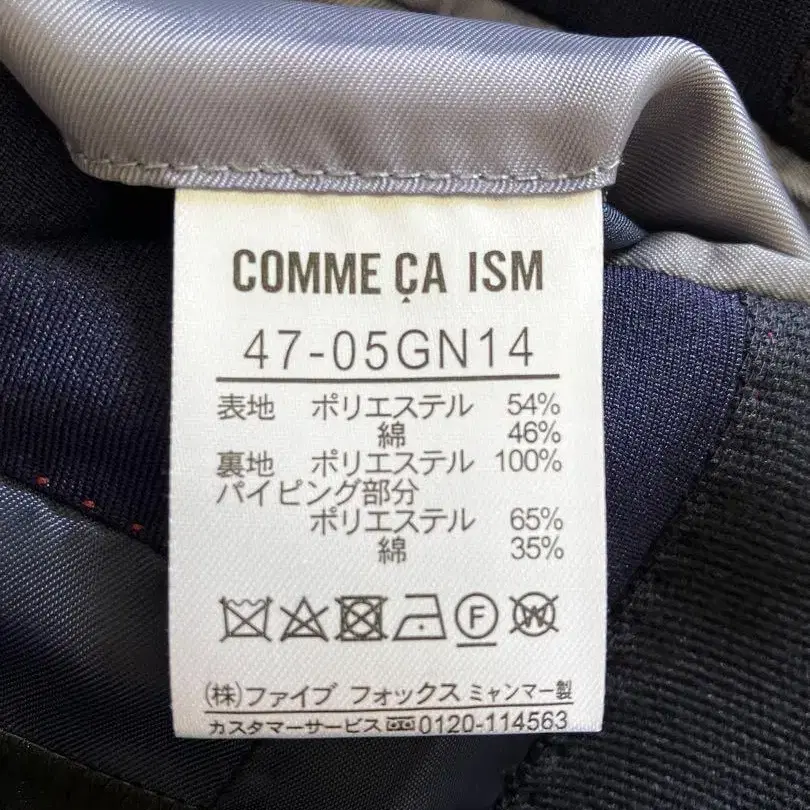 COMME ÇA ISM
47-05GN14
表地 ポリエステル 54%
綿 46%
裏地 ポリエステル 100%
パイピング部分
ポリエステル 65%
綿 35%
F W
(株)ファイブ フォックス ミャンマー製
カスタマーサービス 0120-114563